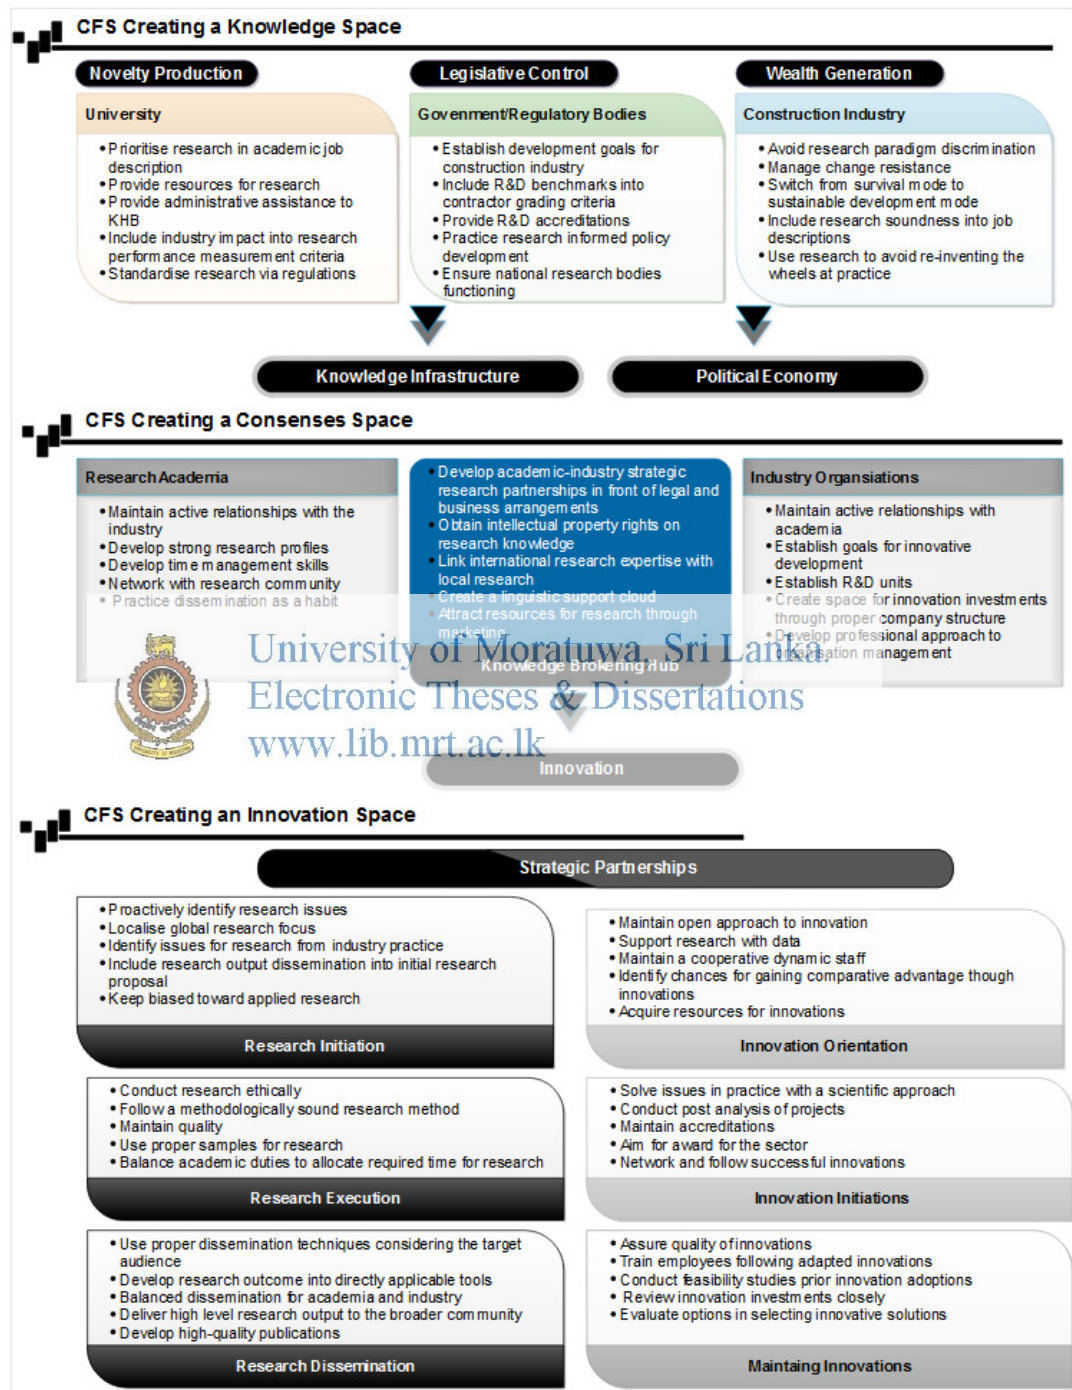 CFS Creating a Knowledge Space
Novelty Production
Legislative Control
Wealth Generation
University
• Prioritise research in academic job
description
• Provide resources for research
• Provide administrative assistance to
KHB
• Include industry impact into research
performance measurement criteria
• Standardise research via regulations
Govenment/Regulatory Bodies
• Establish development goals for
construction industry
• Include R&D benchmarks into
contractor grading criteria
• Provide R&D accreditations
• Practice research informed policy
development
• Ensure national research bodies
functioning
Construction Industry
• Avoid research paradigm discrimination
• Manage change resistance
• Switch from survival mode to
sustainable development mode
• Include research soundness into job
descriptions
• Use research to avoid re-inventing the
wheels at practice
Knowledge Infrastructure
Political Economy
CFS Creating a Consenses Space
Research Academia
• Maintain active relationships with the
industry
• Develop strong research profiles
• Develop time management skills
• Network with research community
• Practice dissemination as a habit
• Develop academic-industry strategic
research partnerships in front of legal and
business arrangements
• Obtain intellectual property rights on
research knowledge
• Link international research expertise with
local research
• Create a linguistic support cloud
• Attract resources for research through
marketing
Knowledge Brokering Hub
Industry Organsiations
• Maintain active relationships with
academia
• Establish goals for innovative
development
• Establish R&D units
• Create space for innovation investments
through proper company structure
• Develop professional approach to
organisation management
University of Moratuwa, Sri Lanka.
Electronic Theses & Dissertations
www.lib.mrt.ac.lk
Innovation
CFS Creating an Innovation Space
Strategic Partnerships
• Proactively identify research issues
• Localise global research focus
• Identify issues for research from industry practice
• Include research output dissemination into initial research
proposal
• Keep biased toward applied research
Research Initiation
• Maintain open approach to innovation
• Support research with data
• Maintain a cooperative dynamic staff
• Identify chances for gaining comparative advantage though
innovations
• Acquire resources for innovations
Innovation Orientation
• Conduct research ethically
• Follow a methodologically sound research method
• Maintain quality
• Use proper samples for research
• Balance academic duties to allocate required time for research
Research Execution
• Solve issues in practice with a scientific approach
• Conduct post analysis of projects
• Maintain accreditations
• Aim for award for the sector
• Network and follow successful innovations
Innovation Initiations
• Use proper dissemination techniques considering the target
audience
• Develop research outcome into directly applicable tools
• Balanced dissemination for academia and industry
• Deliver high level research output to the broader community
• Develop high-quality publications
Research Dissemination
• Assure quality of innovations
• Train employees following adapted innovations
• Conduct feasibility studies prior innovation adoptions
• Review innovation investments closely
• Evaluate options in selecting innovative solutions
Maintaing Innovations